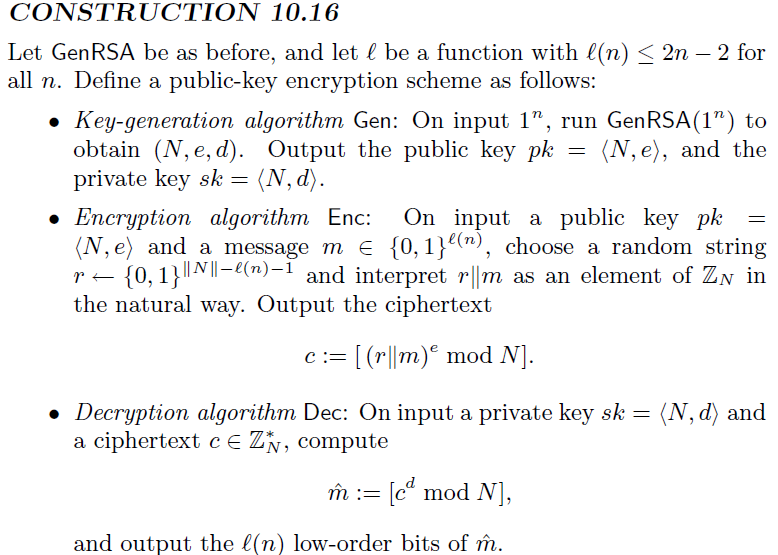 CONSTRUCTION 10.16
Let GenRSA be as before, and let ℓ be a function with ℓ(n) ≤ 2n − 2 for
all n. Define a public-key encryption scheme as follows:
• Key-generation algorithm Gen: On input 1ⁿ, run GenRSA(1ⁿ) to
obtain (N, e, d). Output the public key pk = ⟨N, e⟩, and the
private key sk = ⟨N, d⟩.
• Encryption algorithm Enc: On input a public key pk =
⟨N, e⟩ and a message m ∈ {0, 1}^{ℓ(n)}, choose a random string
r ← {0, 1}^{‖N‖−ℓ(n)−1} and interpret r‖m as an element of ℤ_N in
the natural way. Output the ciphertext
c := [(r‖m)^e mod N].
• Decryption algorithm Dec: On input a private key sk = ⟨N, d⟩ and
a ciphertext c ∈ ℤ*_N, compute
m̂ := [c^d mod N],
and output the ℓ(n) low-order bits of m̂.